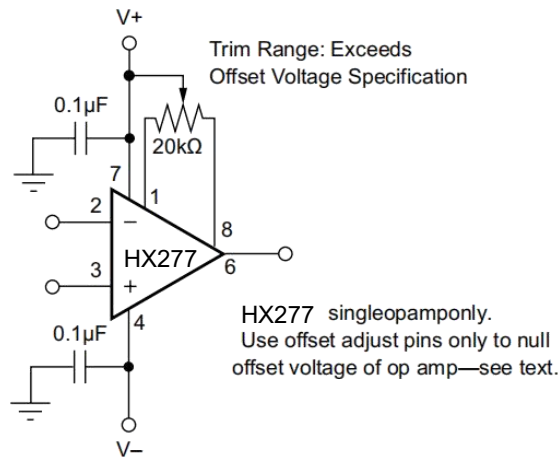 V+
Trim Range: Exceeds
Offset Voltage Specification
0.1µF
20kΩ
7
1
2
8
HX277
6
3
4
HX277 singleopamponly.
Use offset adjust pins only to null
offset voltage of op amp—see text.
0.1µF
V–